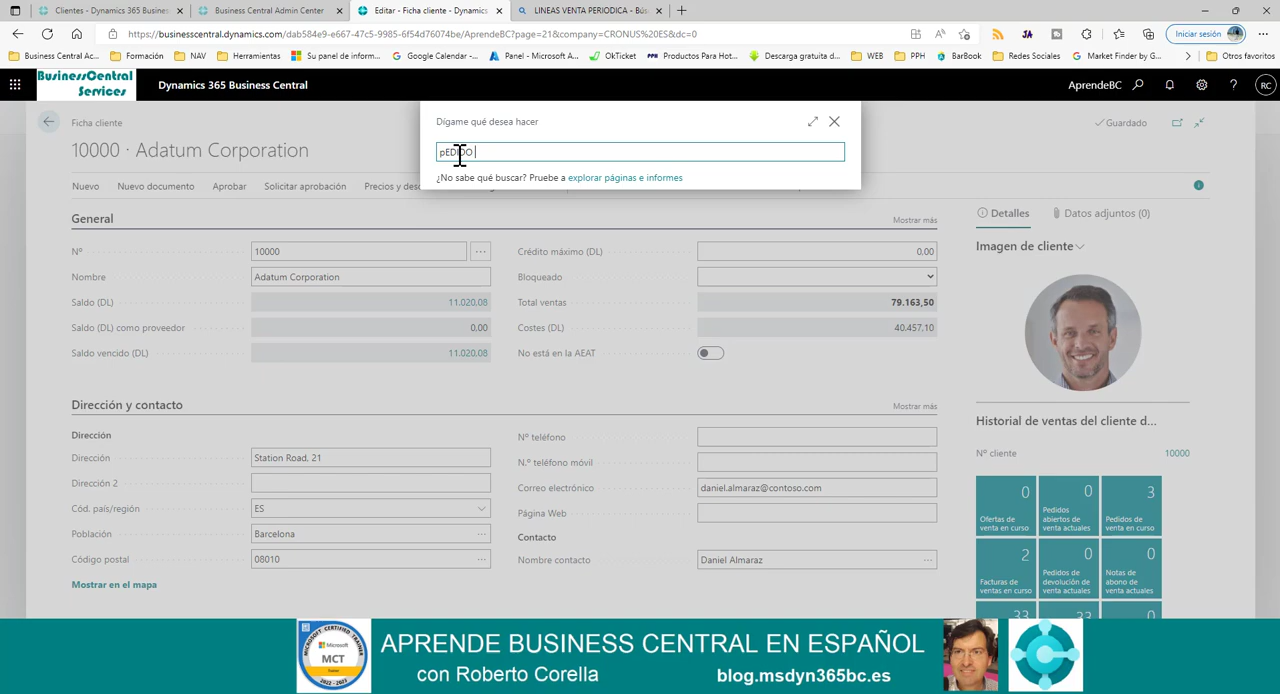 Clientes - Dynamics 365 Busines
Business Central Admin Center
Editar - Ficha cliente - Dynamics
LINEAS VENTA PERIODICA - Bús
https://businesscentral.dynamics.com/dab584e9-e667-47c5-9985-6f54d76074be/AprendeBC?page=21&company=CRONUS%20ES&dc=0
Iniciar sesión
Business Central Ac...
Formación
NAV
Herramientas
Su panel de inform...
Google Calendar -...
Panel - Microsoft A...
OkTicket
Productos Para Hot...
Descarga gratuita d...
WEB
PPH
BarBook
Redes Sociales
Market Finder by G...
Otros favoritos
BusinessCentral
Services
Dynamics 365 Business Central
AprendeBC
RC
Dígame qué desea hacer
pEDIDO
¿No sabe qué buscar? Pruebe a explorar páginas e informes
Ficha cliente
Guardado
10000 · Adatum Corporation
Nuevo
Nuevo documento
Aprobar
Solicitar aprobación
Precios y descu
General
Mostrar más
Nº
10000
Nombre
Adatum Corporation
Saldo (DL)
11.020,08
Saldo (DL) como proveedor
0,00
Saldo vencido (DL)
11.020,08
Crédito máximo (DL)
0,00
Bloqueado
Total ventas
79.163,50
Costes (DL)
40.457,10
No está en la AEAT
Dirección y contacto
Mostrar más
Dirección
Dirección
Station Road, 21
Dirección 2
Cód. país/región
ES
Población
Barcelona
Código postal
08010
Mostrar en el mapa
Nº teléfono
N.º teléfono móvil
Correo electrónico
daniel.almaraz@contoso.com
Página Web
Contacto
Nombre contacto
Daniel Almaraz
Detalles
Datos adjuntos (0)
Imagen de cliente
Historial de ventas del cliente d...
Nº cliente
10000
0
Ofertas de
venta en curso
0
Pedidos
abiertos de
venta actuales
3
Pedidos de
venta en curso
2
Facturas de
ventas en curso
0
Pedidos de
devolución de
venta actuales
0
Notas de
abono de
venta actuales
33
33
0
MICROSOFT CERTIFIED TRAINER
Microsoft
MCT
2022 - 2023
APRENDE BUSINESS CENTRAL EN ESPAÑOL
con Roberto Corella
blog.msdyn365bc.es